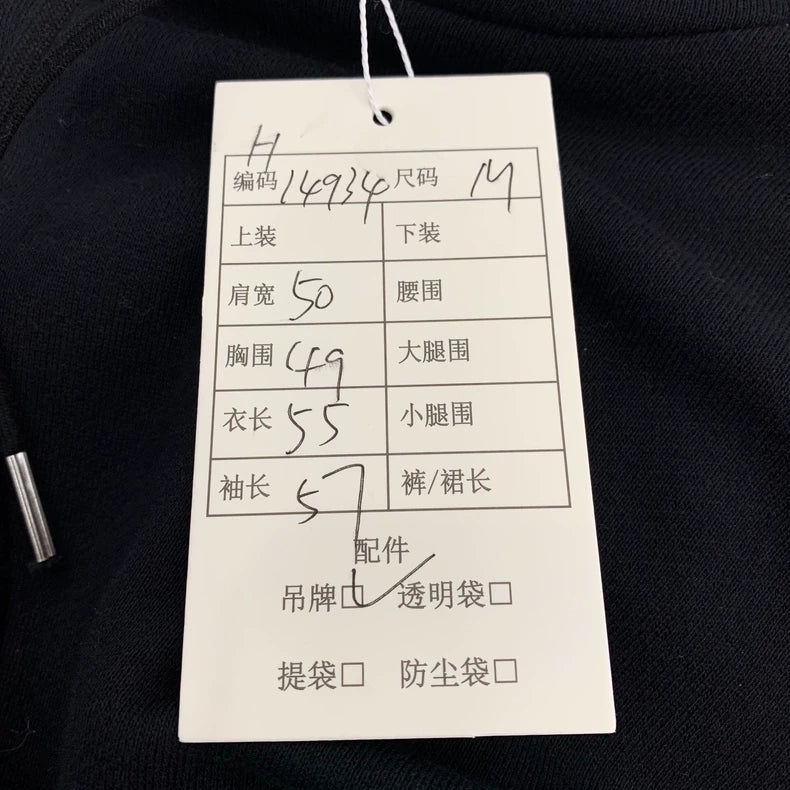 H
编码 14934 尺码 M
上装 下装
肩宽 50 腰围
胸围 49 大腿围
衣长 55 小腿围
袖长 57 裤/裙长
配件
吊牌☑ 透明袋□
提袋□ 防尘袋□